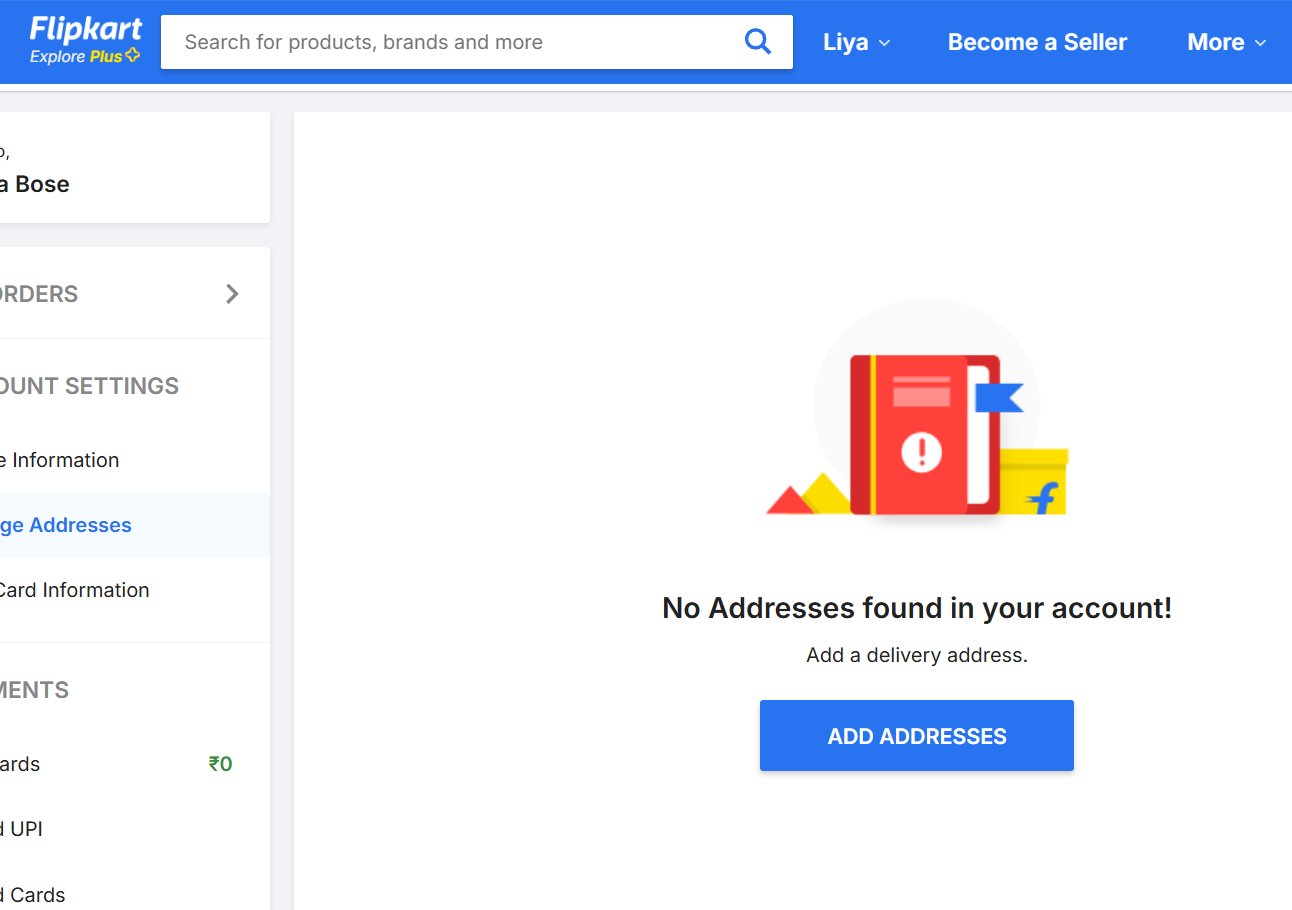 Flipkart
Explore Plus
Search for products, brands and more
Liya
Become a Seller
More
o,
a Bose
ORDERS
OUNT SETTINGS
e Information
ge Addresses
Card Information
MENTS
ards
₹0
d UPI
d Cards
No Addresses found in your account!
Add a delivery address.
ADD ADDRESSES